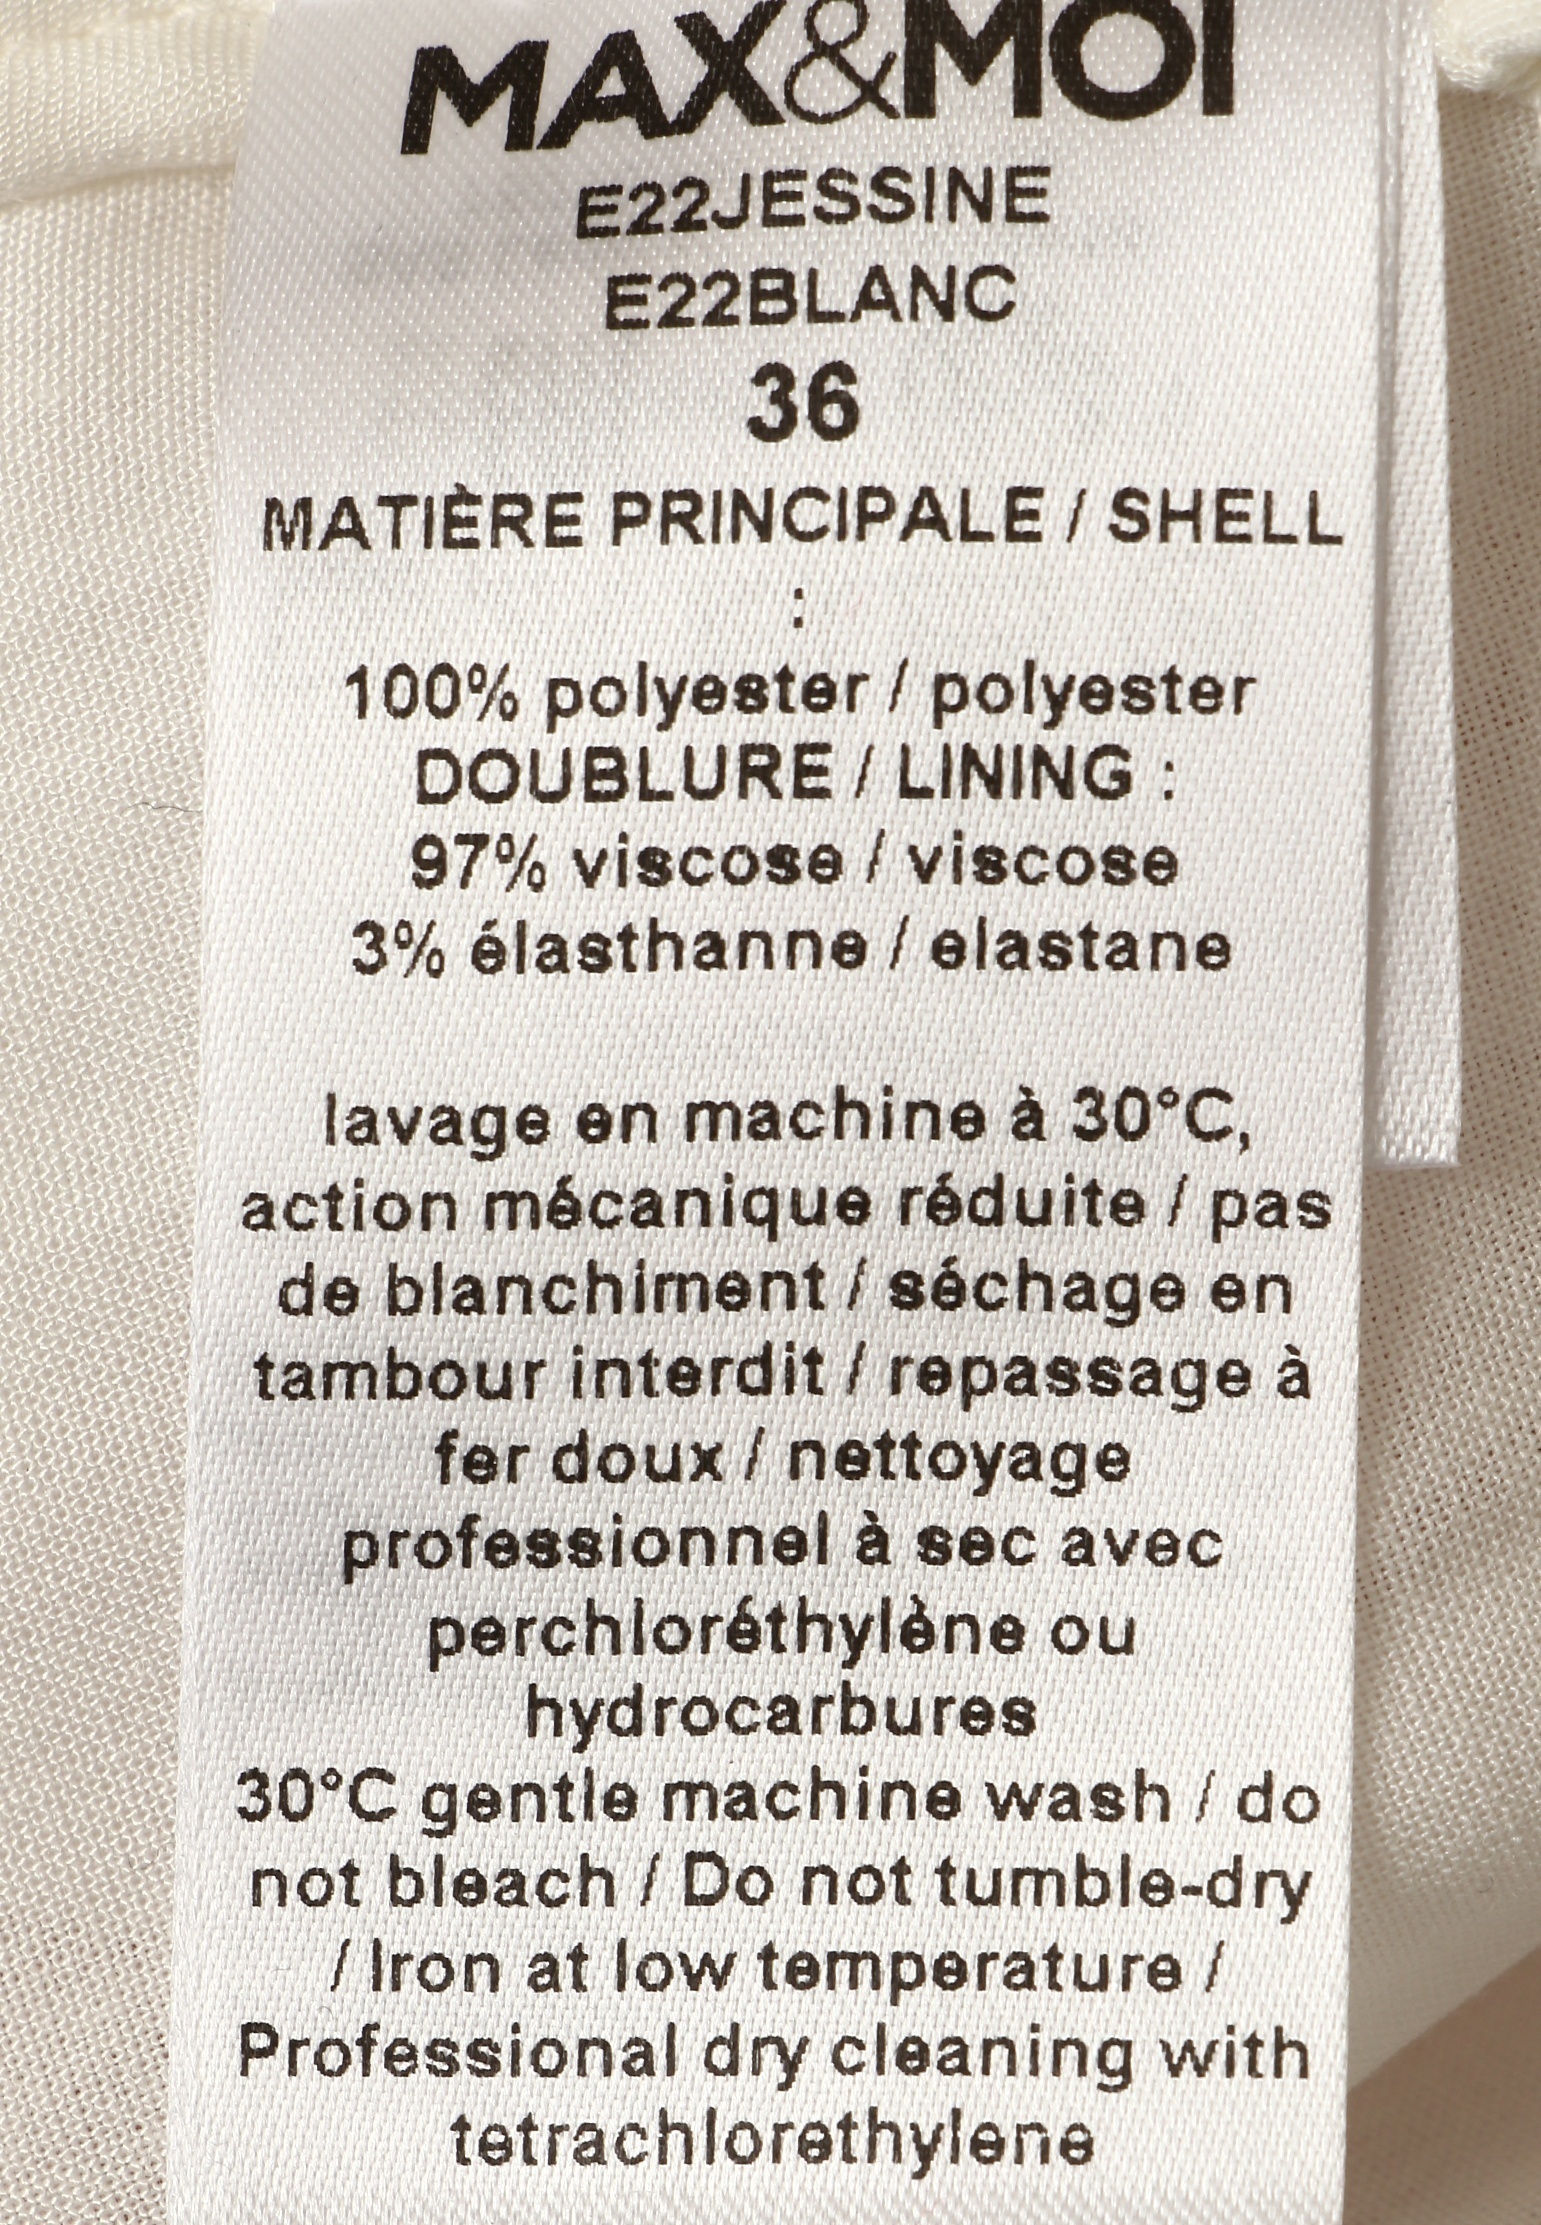 MAX&MOI
E22JESSINE
E22BLANC
36
MATIÈRE PRINCIPALE / SHELL
:
100% polyester / polyester
DOUBLURE / LINING :
97% viscose / viscose
3% élasthanne / elastane
lavage en machine à 30°C,
action mécanique réduite / pas
de blanchiment / séchage en
tambour interdit / repassage à
fer doux / nettoyage
professionnel à sec avec
perchloréthylène ou
hydrocarbures
30°C gentle machine wash / do
not bleach / Do not tumble-dry
/ Iron at low temperature /
Professional dry cleaning with
tetrachlorethylene